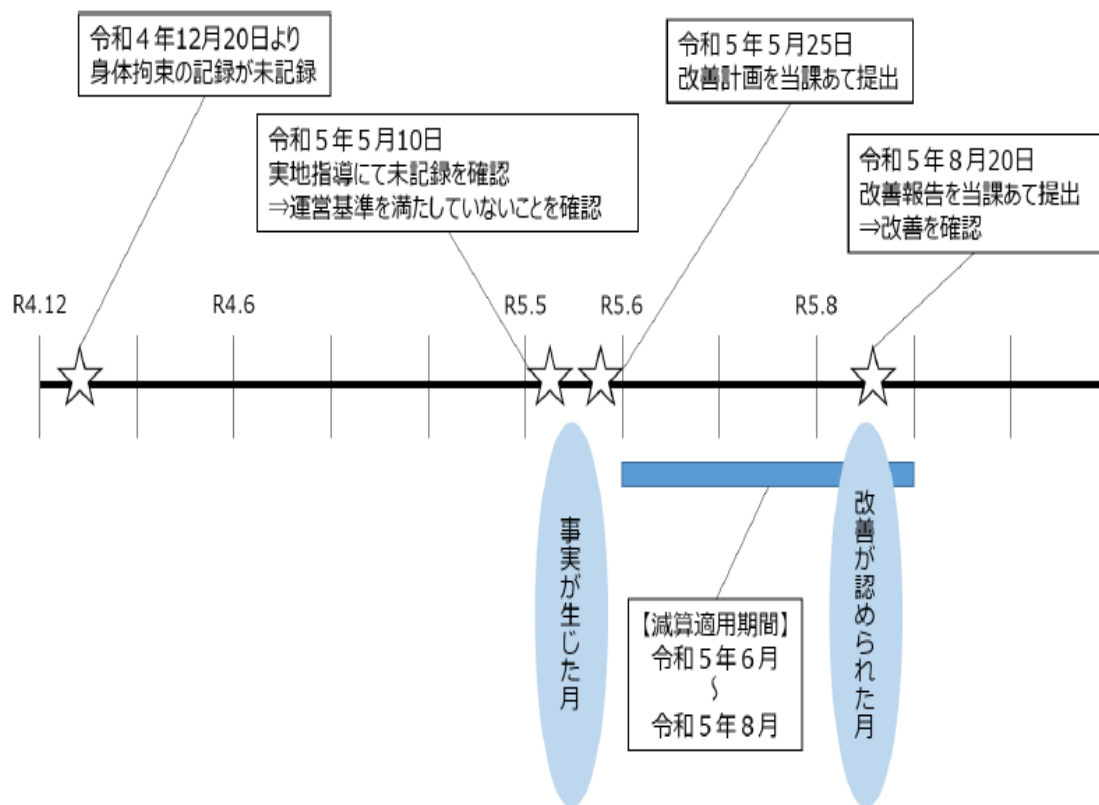 令和４年12月20日より
身体拘束の記録が未記録
令和５年５月10日
実地指導にて未記録を確認
⇒運営基準を満たしていないことを確認
令和５年５月25日
改善計画を当課あて提出
令和５年８月20日
改善報告を当課あて提出
⇒改善を確認
R4.12
R4.6
R5.5
R5.6
R5.8
事実が生じた月
【減算適用期間】
令和５年６月
～
令和５年８月
改善が認められた月